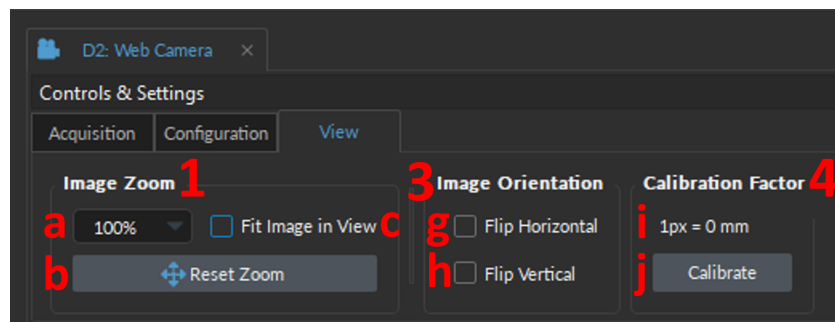 D2: Web Camera ×
Controls & Settings
Acquisition Configuration View
Image Zoom 1 3 Image Orientation Calibration Factor 4
a 100% Fit Image in View c g Flip Horizontal i 1px = 0 mm
b Reset Zoom h Flip Vertical j Calibrate